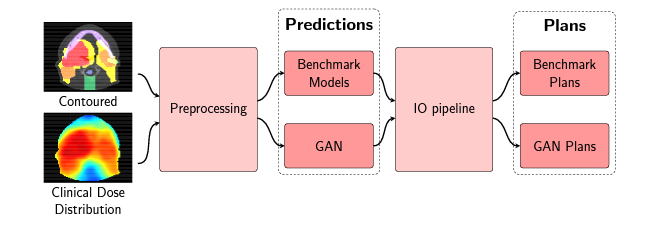 Predictions
Plans
Contoured
Clinical Dose
Distribution
Preprocessing
Benchmark
Models
GAN
IO pipeline
Benchmark
Plans
GAN Plans